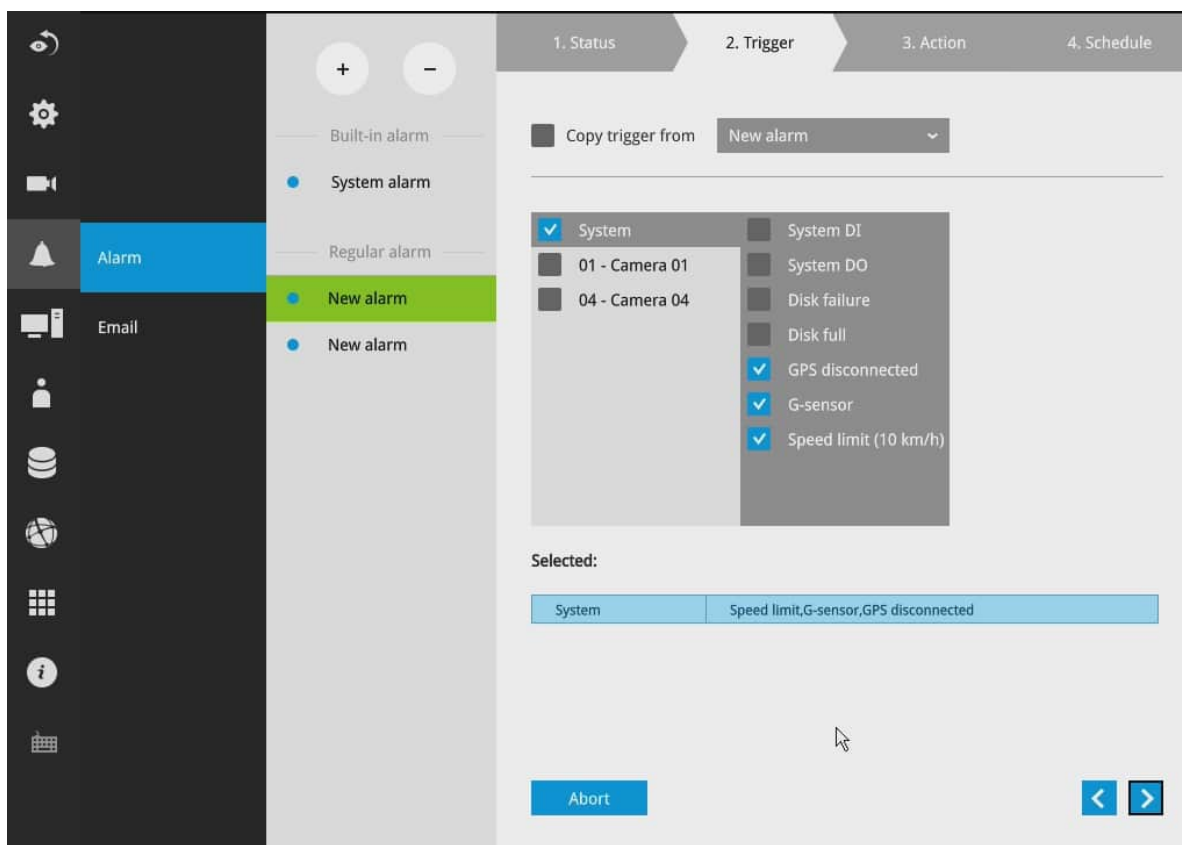 1. Status
2. Trigger
3. Action
4. Schedule
+
−
Built-in alarm
System alarm
Alarm
Regular alarm
New alarm
Email
New alarm
Copy trigger from
New alarm
System
01 - Camera 01
04 - Camera 04
System DI
System DO
Disk failure
Disk full
GPS disconnected
G-sensor
Speed limit (10 km/h)
Selected:
System
Speed limit,G-sensor,GPS disconnected
Abort